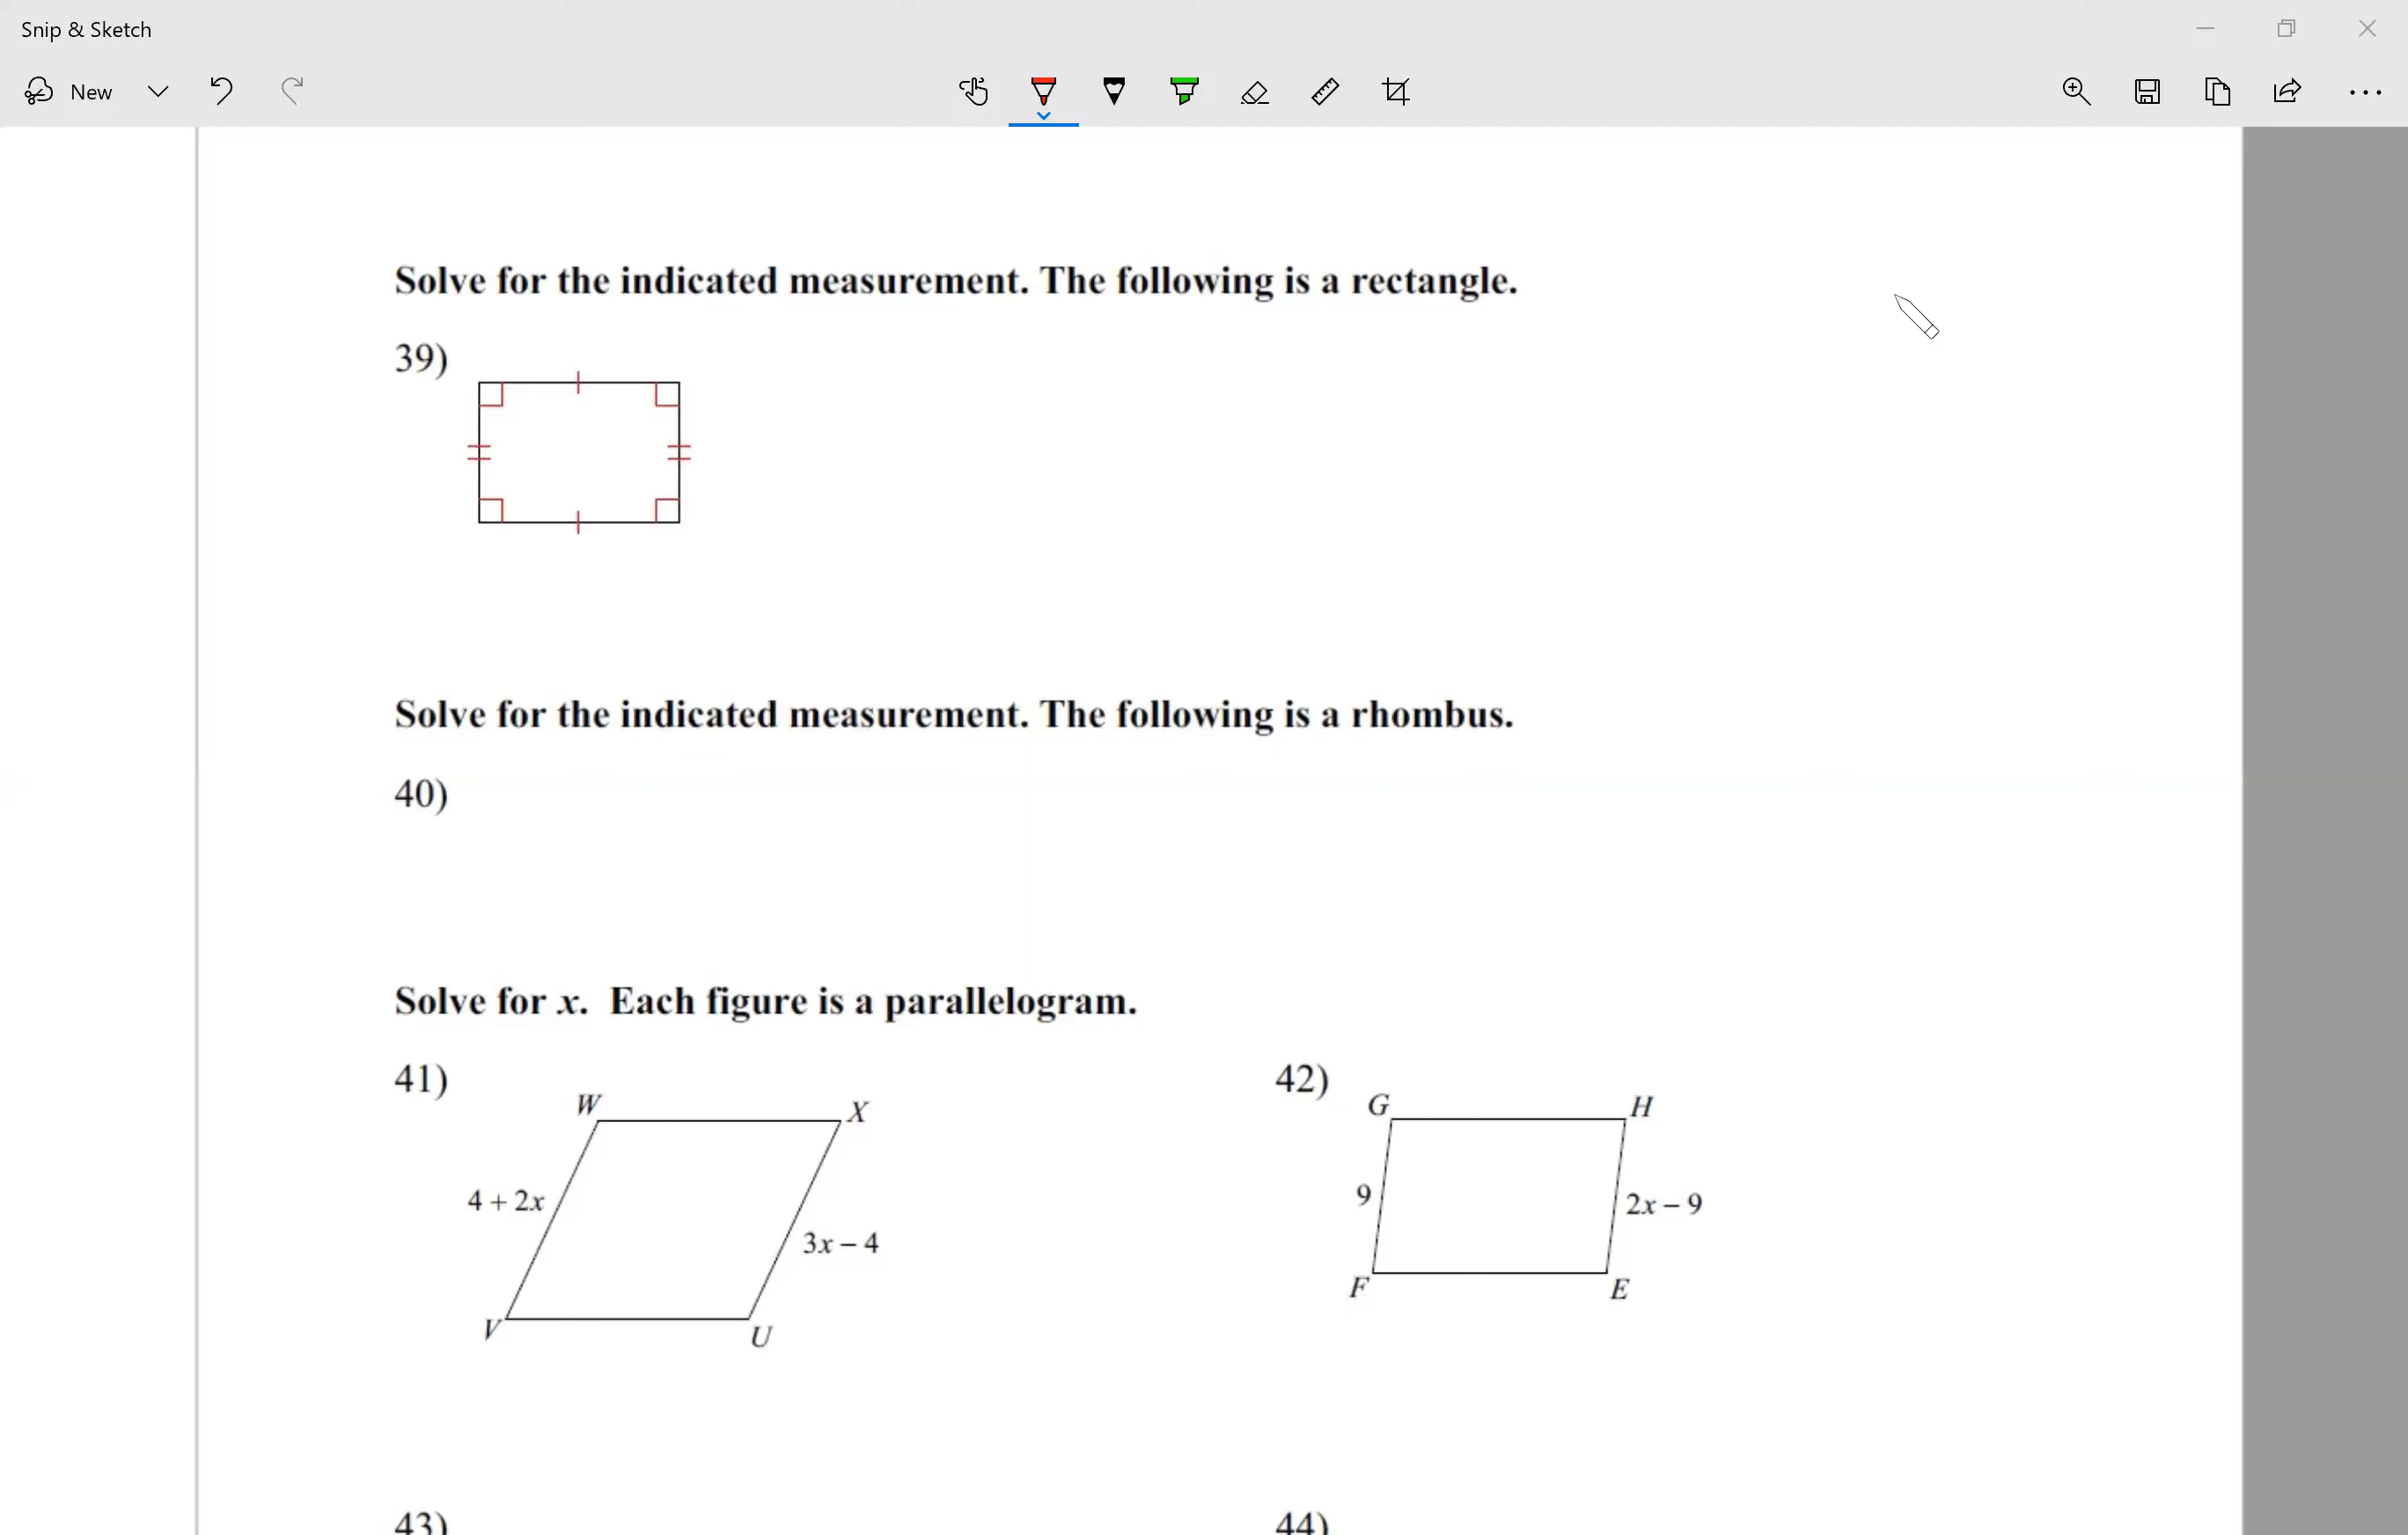 Snip & Sketch
New
Solve for the indicated measurement. The following is a rectangle.
39)
Solve for the indicated measurement. The following is a rhombus.
40)
Solve for x. Each figure is a parallelogram.
41)
W
X
4 + 2x
3x – 4
V
U
42)
G
H
9
2x – 9
F
E
43)
44)